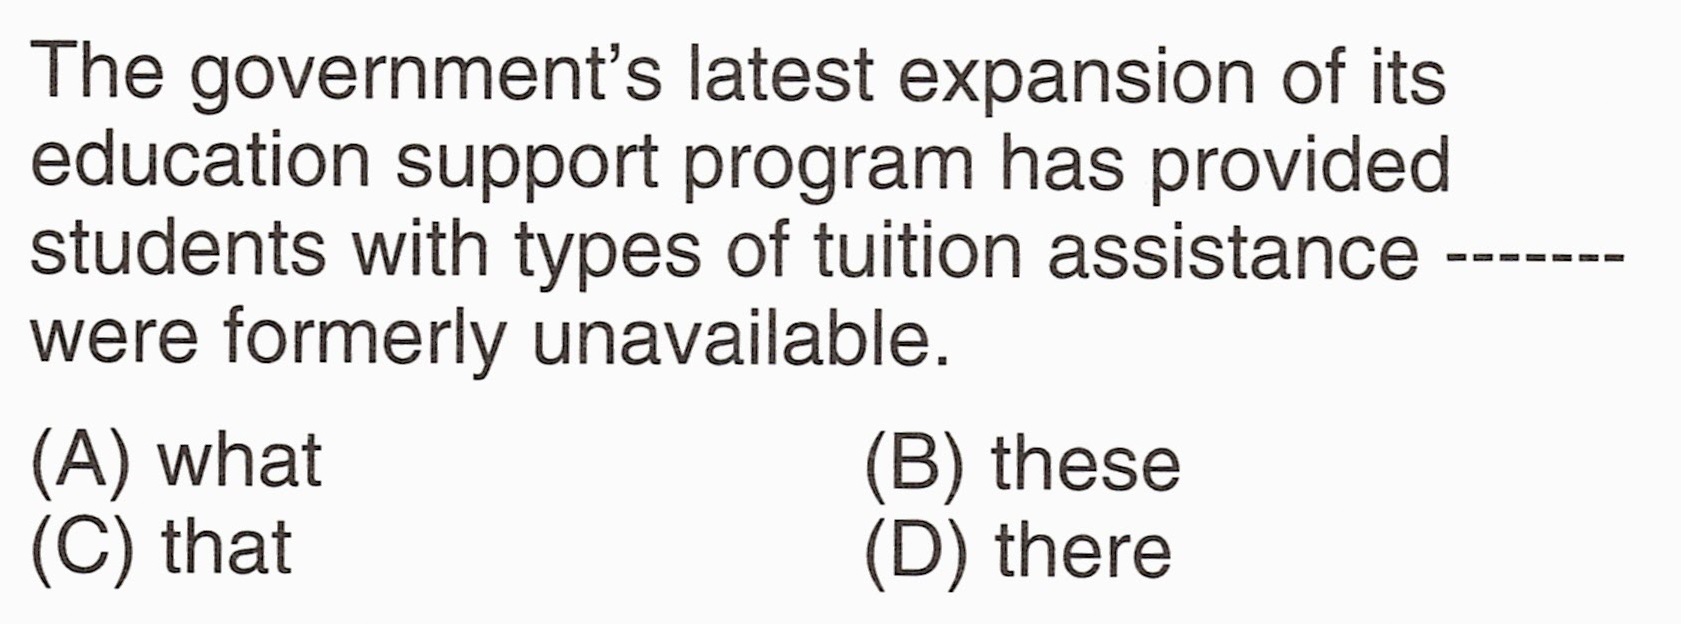 The government’s latest expansion of its
education support program has provided
students with types of tuition assistance -------
were formerly unavailable.
(A) what (B) these
(C) that (D) there